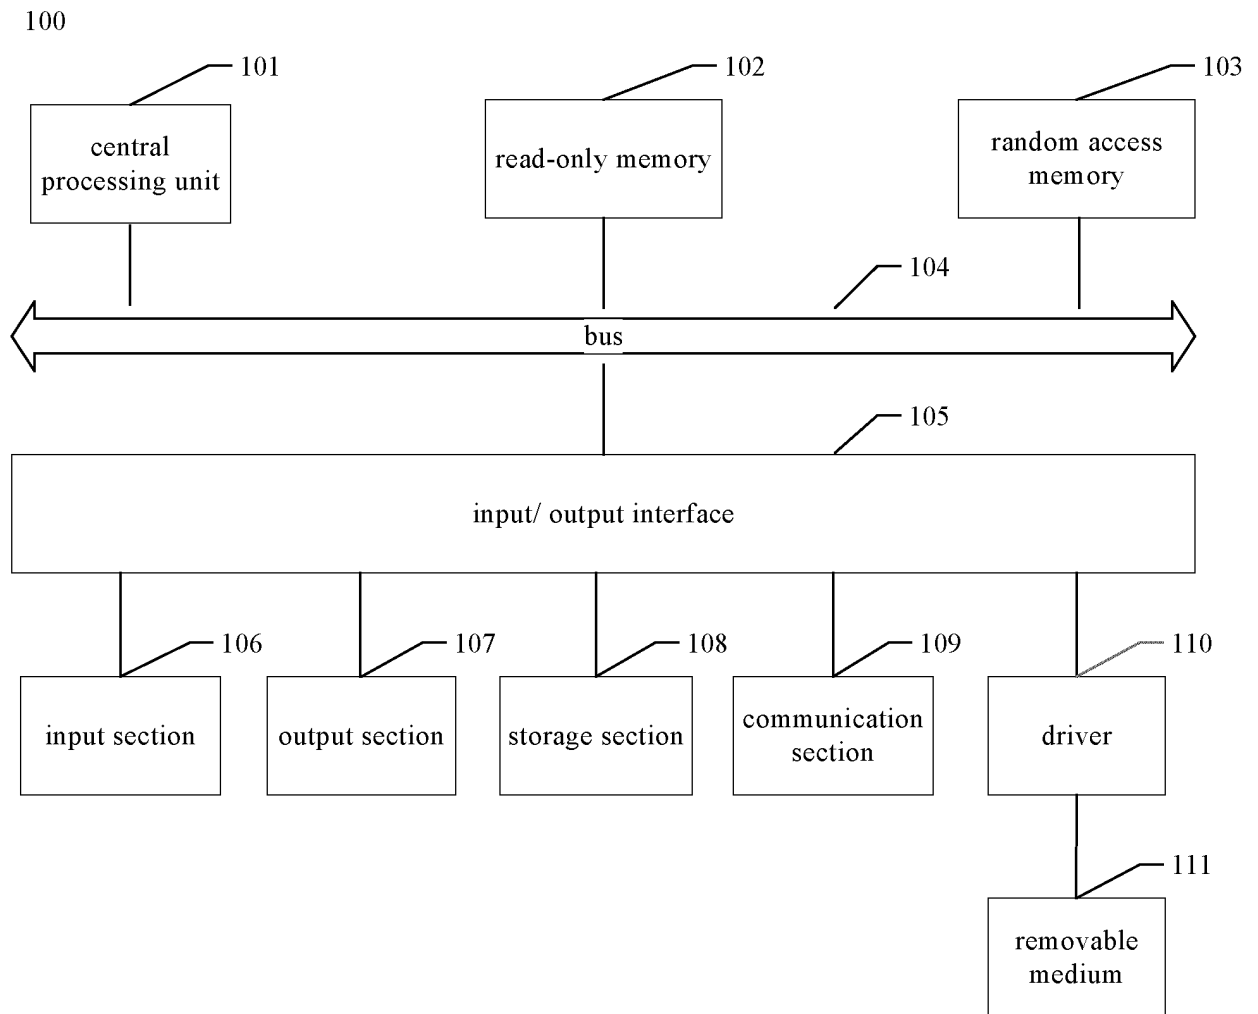 100
101
102
103
central
processing unit
read-only memory
random access
memory
104
bus
105
input/ output interface
106
107
108
109
110
input section
output section
storage section
communication
section
driver
111
removable
medium